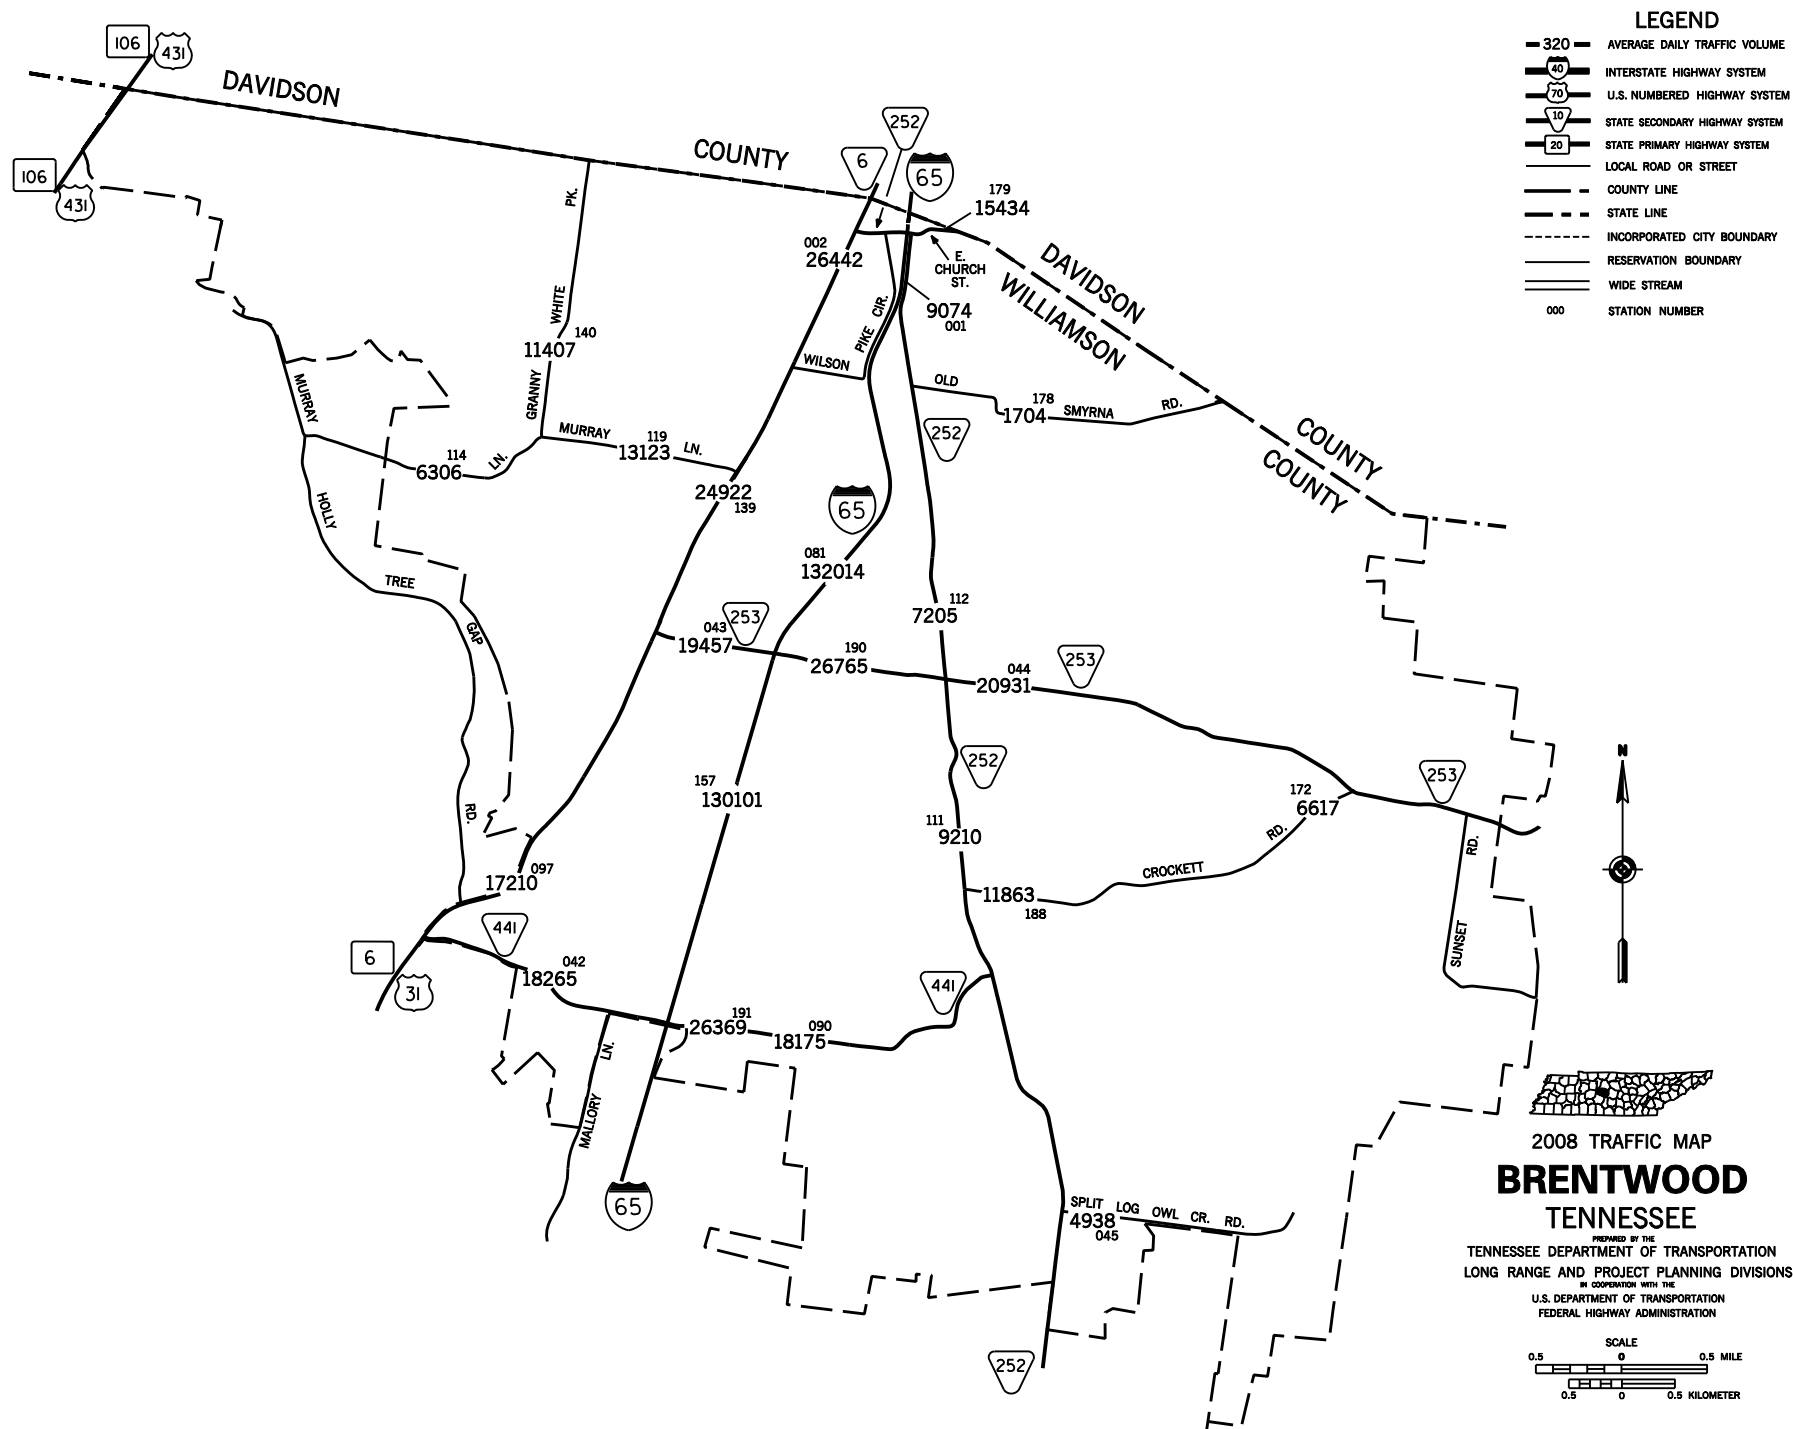 106
431
106
431
DAVIDSON
COUNTY
252
6
65
179
15434
002
26442
E.
CHURCH
ST.
DAVIDSON
WILLIAMSON
COUNTY
COUNTY
GRANNY WHITE PK.
140
11407
9074
001
WILSON PIKE CIR.
MURRAY
OLD SMYRNA RD.
178
1704
252
114
6306
LN.
MURRAY LN.
119
13123
24922
139
65
HOLLY TREE GAP RD.
081
132014
253
043
19457
190
26765
112
7205
044
20931
253
252
157
130101
111
9210
172
6617
253
CROCKETT RD.
11863
188
SUNSET RD.
097
17210
441
6
31
042
18265
441
191
26369
090
18175
MALLORY LN.
65
SPLIT LOG OWL CR. RD.
4938
045
252
LEGEND
320 AVERAGE DAILY TRAFFIC VOLUME
40 INTERSTATE HIGHWAY SYSTEM
70 U.S. NUMBERED HIGHWAY SYSTEM
10 STATE SECONDARY HIGHWAY SYSTEM
20 STATE PRIMARY HIGHWAY SYSTEM
LOCAL ROAD OR STREET
COUNTY LINE
STATE LINE
INCORPORATED CITY BOUNDARY
RESERVATION BOUNDARY
WIDE STREAM
000 STATION NUMBER
N
2008 TRAFFIC MAP
BRENTWOOD
TENNESSEE
PREPARED BY THE
TENNESSEE DEPARTMENT OF TRANSPORTATION
LONG RANGE AND PROJECT PLANNING DIVISIONS
IN COOPERATION WITH THE
U.S. DEPARTMENT OF TRANSPORTATION
FEDERAL HIGHWAY ADMINISTRATION
SCALE
0.5 0 0.5 MILE
0.5 0 0.5 KILOMETER